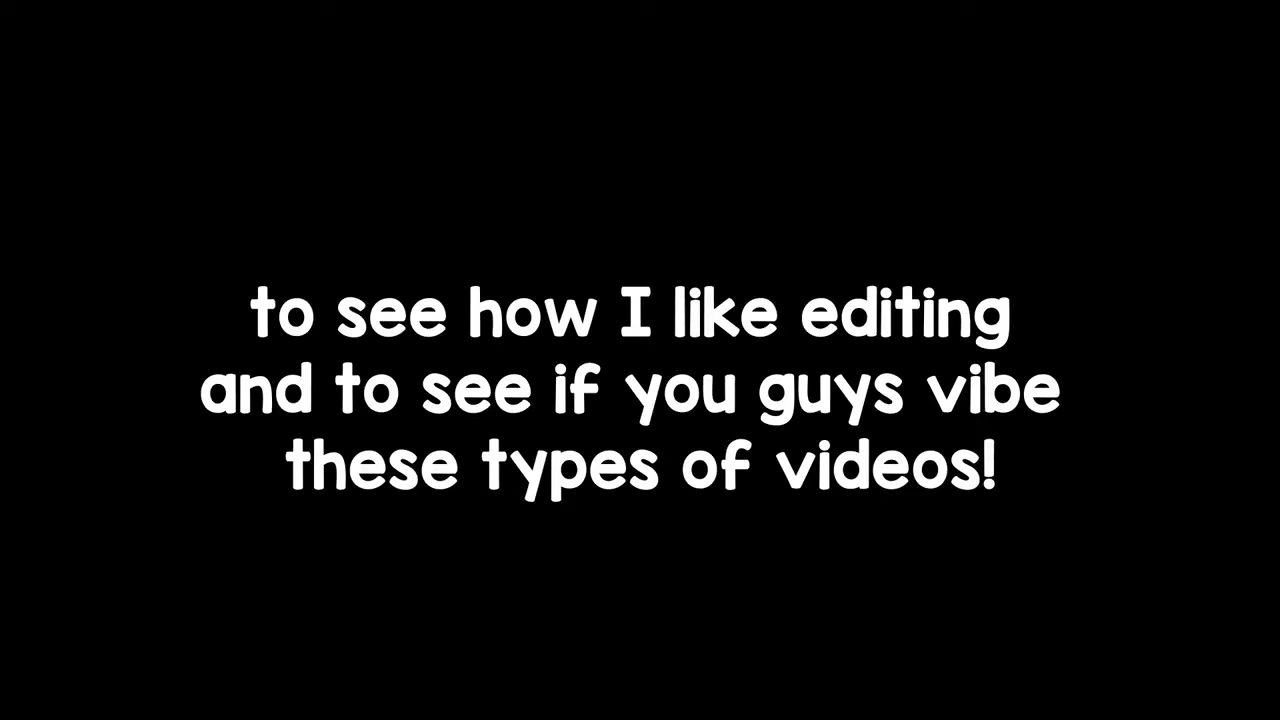 to see how I like editing
and to see if you guys vibe
these types of videos!